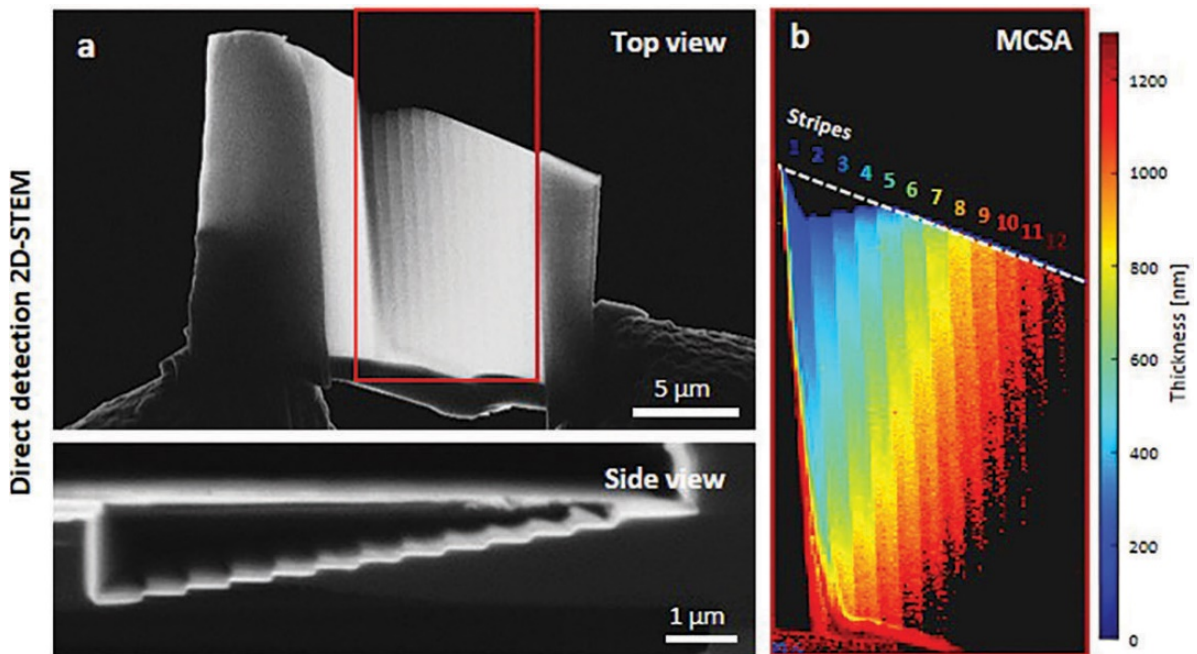 Direct detection 2D-STEM
a
Top view
5 µm
Side view
1 µm
b
MCSA
Stripes
1 2 3 4 5 6 7 8 9 10 11 12
1200
1000
800
600
400
200
0
Thickness [nm]